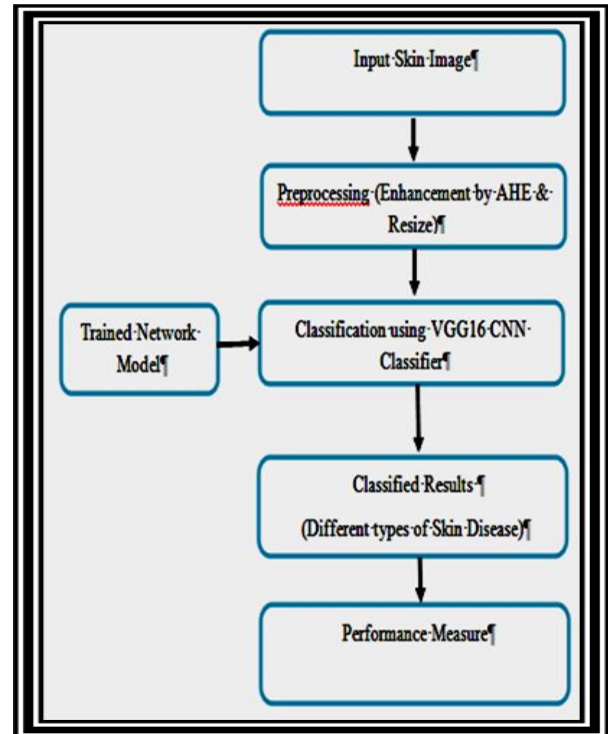 Input Skin Image¶
Preprocessing (Enhancement by AHE &
Resize)¶
Trained Network
Model¶
Classification using VGG16 CNN
Classifier¶
Classified Results ¶
(Different types of Skin Disease)¶
Performance Measure¶